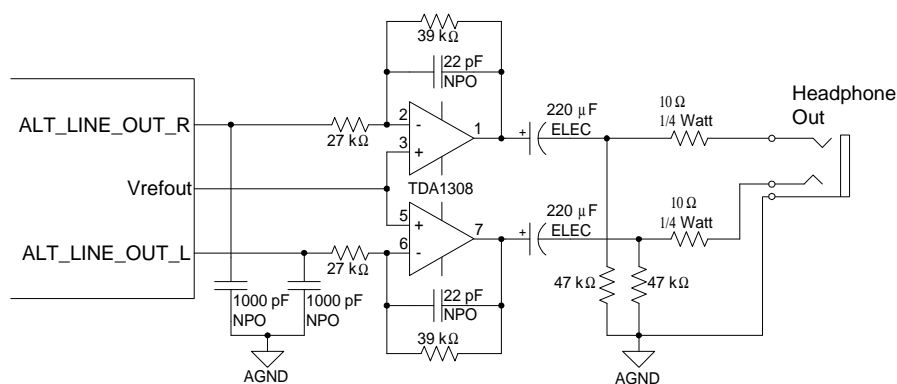 39 kΩ
22 pF
NPO
ALT_LINE_OUT_R
27 kΩ
2
-
3
+
1
TDA1308
+
220 µF
ELEC
10 Ω
1/4 Watt
Headphone
Out
Vrefout
ALT_LINE_OUT_L
27 kΩ
5
+
6
-
7
+
220 µF
ELEC
10 Ω
1/4 Watt
1000 pF
NPO
1000 pF
NPO
22 pF
NPO
39 kΩ
47 kΩ
47 kΩ
AGND
AGND